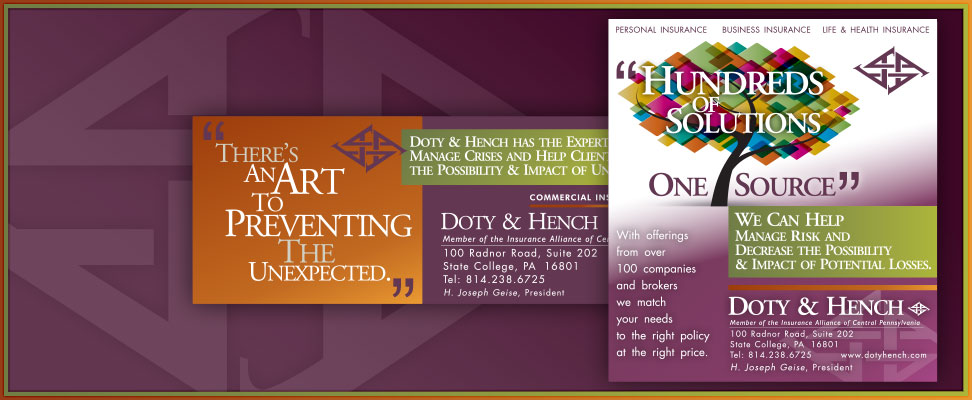 “THERE’S
AN ART
TO
PREVENTING
THE
UNEXPECTED.”
DOTY & HENCH HAS THE
MANAGE CRISES AND HELP
THE POSSIBILITY & IMPACT OF
COMMERCIAL
DOTY & HENCH
Member of the Insurance Alliance of
100 Radnor Road, Suite 202
State College, PA 16801
Tel: 814.238.6725
H. Joseph Geise, President
PERSONAL INSURANCE BUSINESS INSURANCE LIFE & HEALTH INSURANCE
“HUNDREDS
OF
SOLUTIONS
ONE SOURCE”
WE CAN HELP
MANAGE RISK AND
DECREASE THE POSSIBILITY
& IMPACT OF POTENTIAL LOSSES.
With offerings
from over
100 companies
and brokers
we match
your needs
to the right policy
at the right price.
DOTY & HENCH
Member of the Insurance Alliance of Central Pennsylvania
100 Radnor Road, Suite 202
State College, PA 16801
Tel: 814.238.6725 www.dotyhench.com
H. Joseph Geise, President